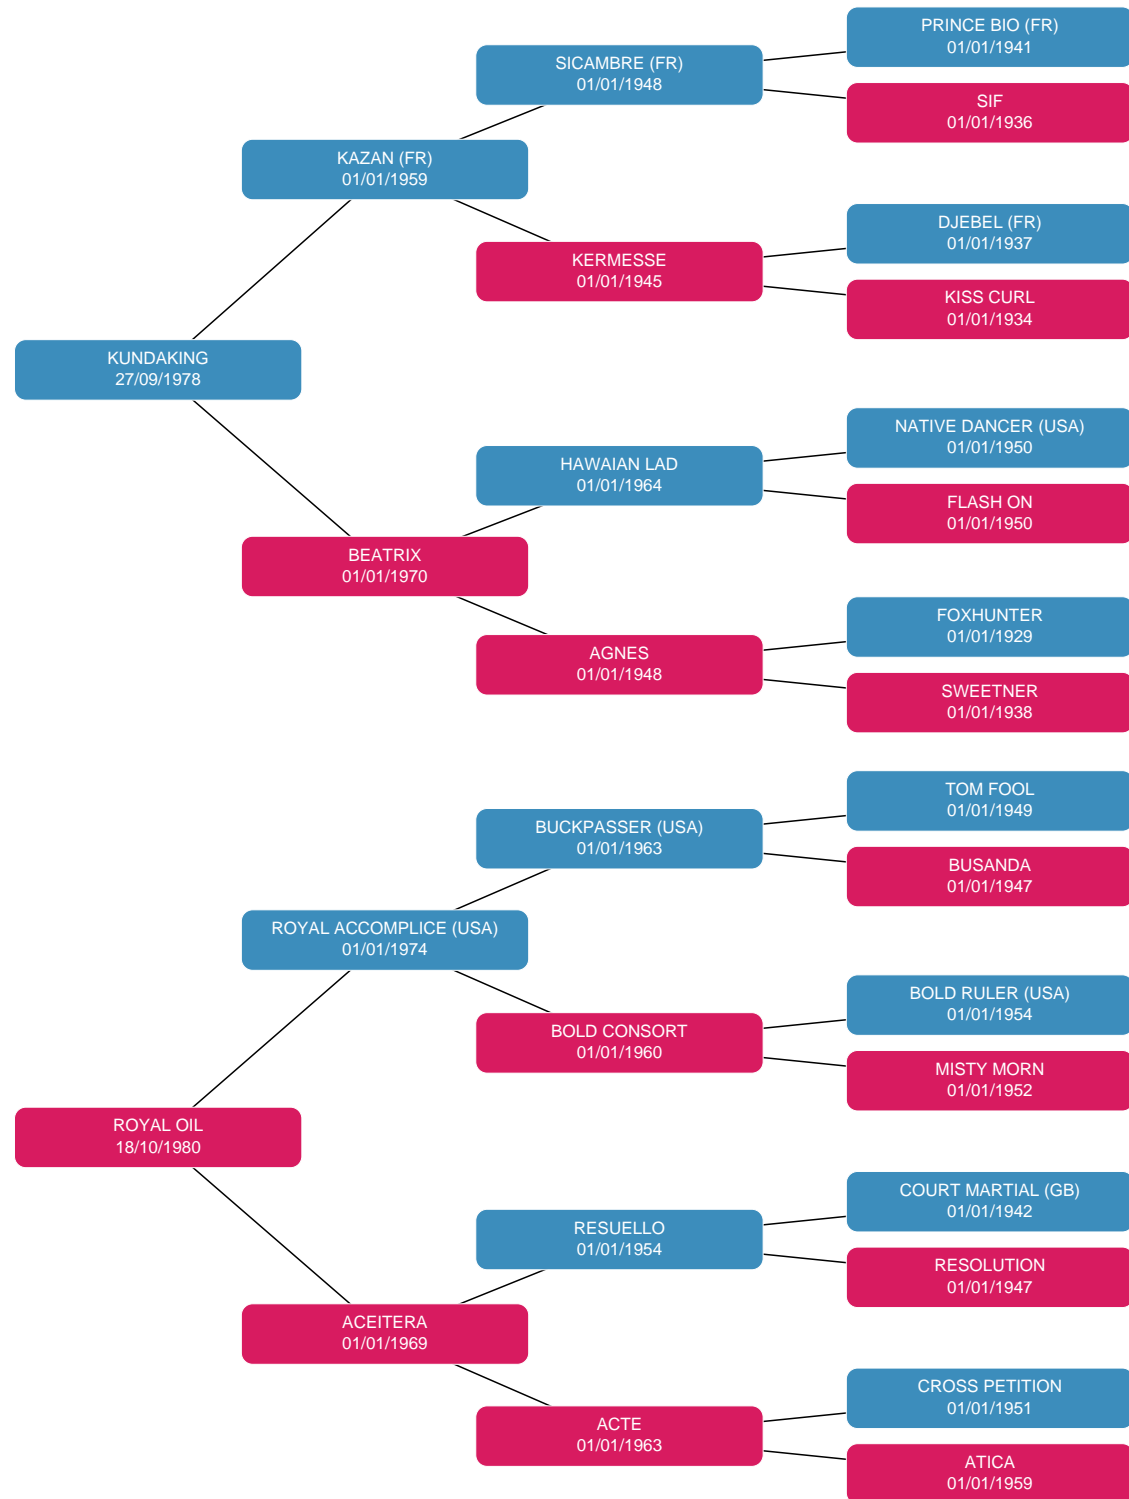 PRINCE BIO (FR)
01/01/1941
SICAMBRE (FR)
01/01/1948
SIF
01/01/1936
KAZAN (FR)
01/01/1959
DJEBEL (FR)
01/01/1937
KERMESSE
01/01/1945
KISS CURL
01/01/1934
KUNDAKING
27/09/1978
NATIVE DANCER (USA)
01/01/1950
HAWAIAN LAD
01/01/1964
FLASH ON
01/01/1950
BEATRIX
01/01/1970
FOXHUNTER
01/01/1929
AGNES
01/01/1948
SWEETNER
01/01/1938
TOM FOOL
01/01/1949
BUCKPASSER (USA)
01/01/1963
BUSANDA
01/01/1947
ROYAL ACCOMPLICE (USA)
01/01/1974
BOLD RULER (USA)
01/01/1954
BOLD CONSORT
01/01/1960
MISTY MORN
01/01/1952
ROYAL OIL
18/10/1980
COURT MARTIAL (GB)
01/01/1942
RESUELLO
01/01/1954
RESOLUTION
01/01/1947
ACEITERA
01/01/1969
CROSS PETITION
01/01/1951
ACTE
01/01/1963
ATICA
01/01/1959